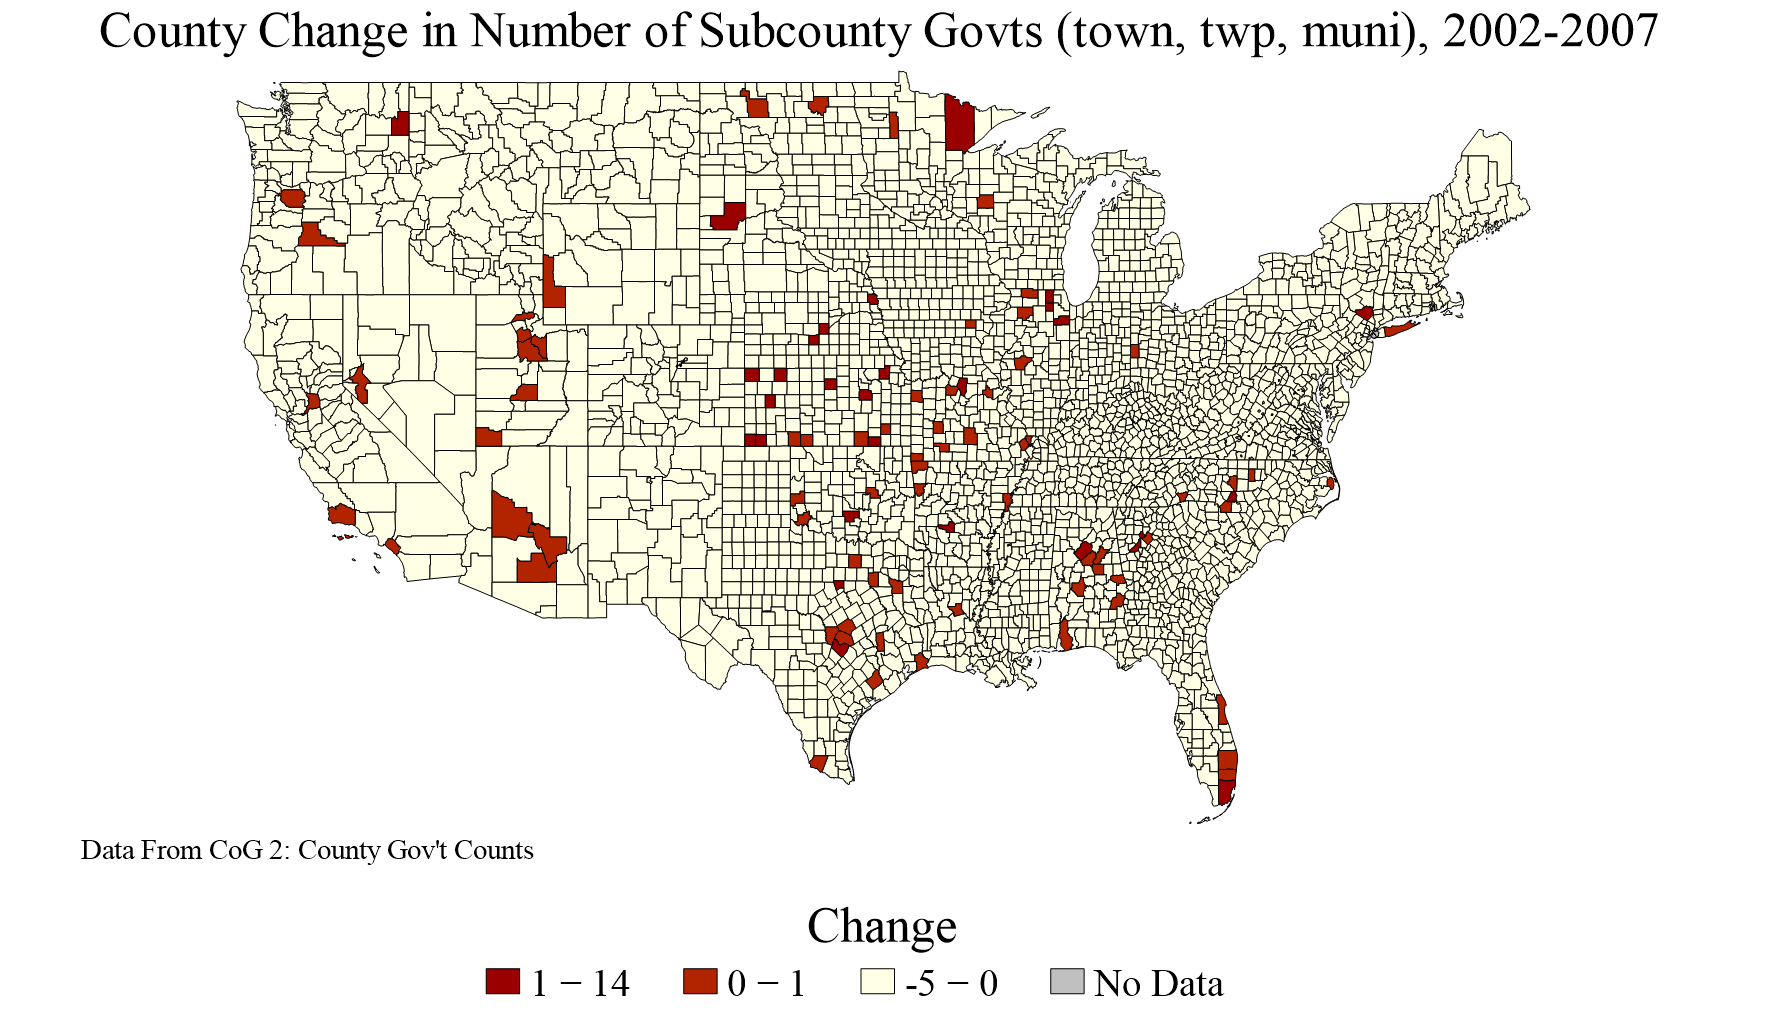 County Change in Number of Subcounty Govts (town, twp, muni), 2002-2007
Data From CoG 2: County Gov't Counts
Change
1 − 14 0 − 1 -5 − 0 No Data